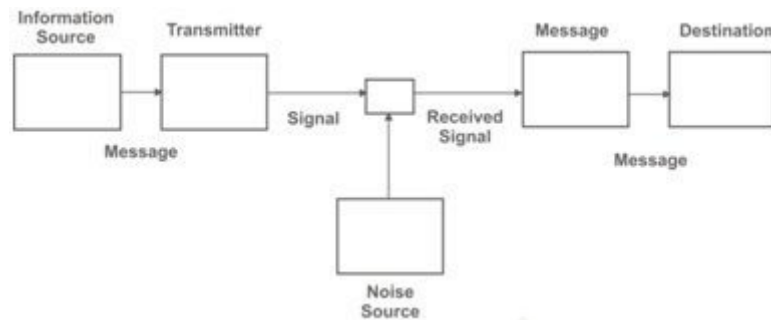 Information
Source
Transmitter
Message
Destination
Signal
Received
Signal
Message
Message
Noise
Source